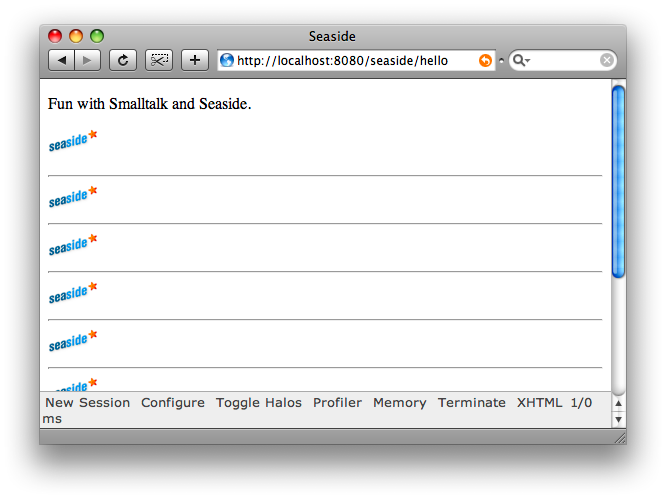 Seaside
http://localhost:8080/seaside/hello
Fun with Smalltalk and Seaside.
seaside
seaside
seaside
seaside
seaside
seaside
New Session Configure Toggle Halos Profiler Memory Terminate XHTML 1/0
ms